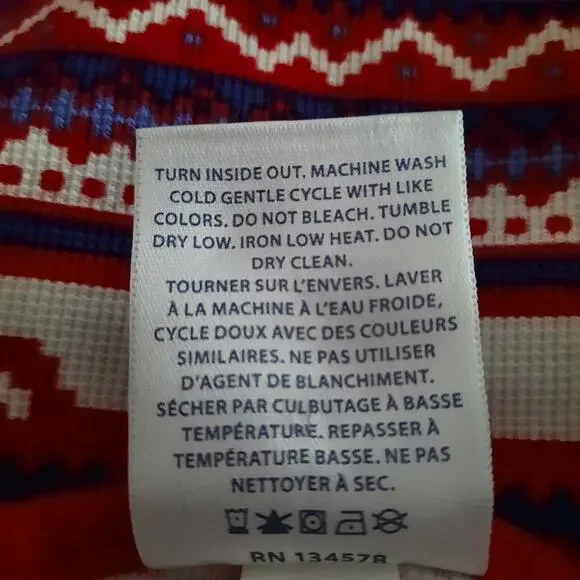 TURN INSIDE OUT. MACHINE WASH
COLD GENTLE CYCLE WITH LIKE
COLORS. DO NOT BLEACH. TUMBLE
DRY LOW. IRON LOW HEAT. DO NOT
DRY CLEAN.
TOURNER SUR L'ENVERS. LAVER
À LA MACHINE À L'EAU FROIDE,
CYCLE DOUX AVEC DES COULEURS
SIMILAIRES. NE PAS UTILISER
D'AGENT DE BLANCHIMENT.
SÉCHER PAR CULBUTAGE À BASSE
TEMPÉRATURE. REPASSER À
TEMPÉRATURE BASSE. NE PAS
NETTOYER À SEC.
RN 134578